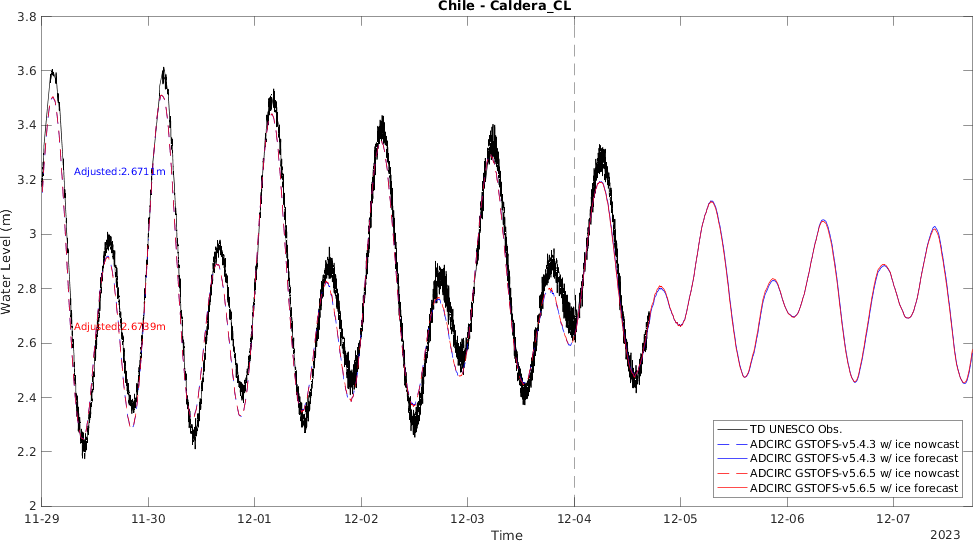 Chile - Caldera_CL
3.8
3.6
3.4
3.2
3
2.8
2.6
2.4
2.2
2
Water Level (m)
Adjusted:2.6711m
Adjusted:2.6739m
TD UNESCO Obs.
ADCIRC GSTOFS-v5.4.3 w/ ice nowcast
ADCIRC GSTOFS-v5.4.3 w/ ice forecast
ADCIRC GSTOFS-v5.6.5 w/ ice nowcast
ADCIRC GSTOFS-v5.6.5 w/ ice forecast
11-29 11-30 12-01 12-02 12-03 12-04 12-05 12-06 12-07
Time
2023